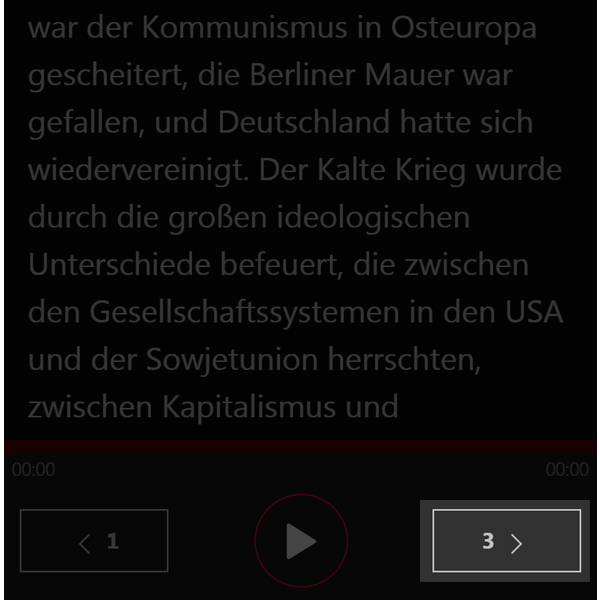 war der Kommunismus in Osteuropa
gescheitert, die Berliner Mauer war
gefallen, und Deutschland hatte sich
wiedervereinigt. Der Kalte Krieg wurde
durch die großen ideologischen
Unterschiede befeuert, die zwischen
den Gesellschaftssystemen in den USA
und der Sowjetunion herrschten,
zwischen Kapitalismus und
00:00 00:00
1 3